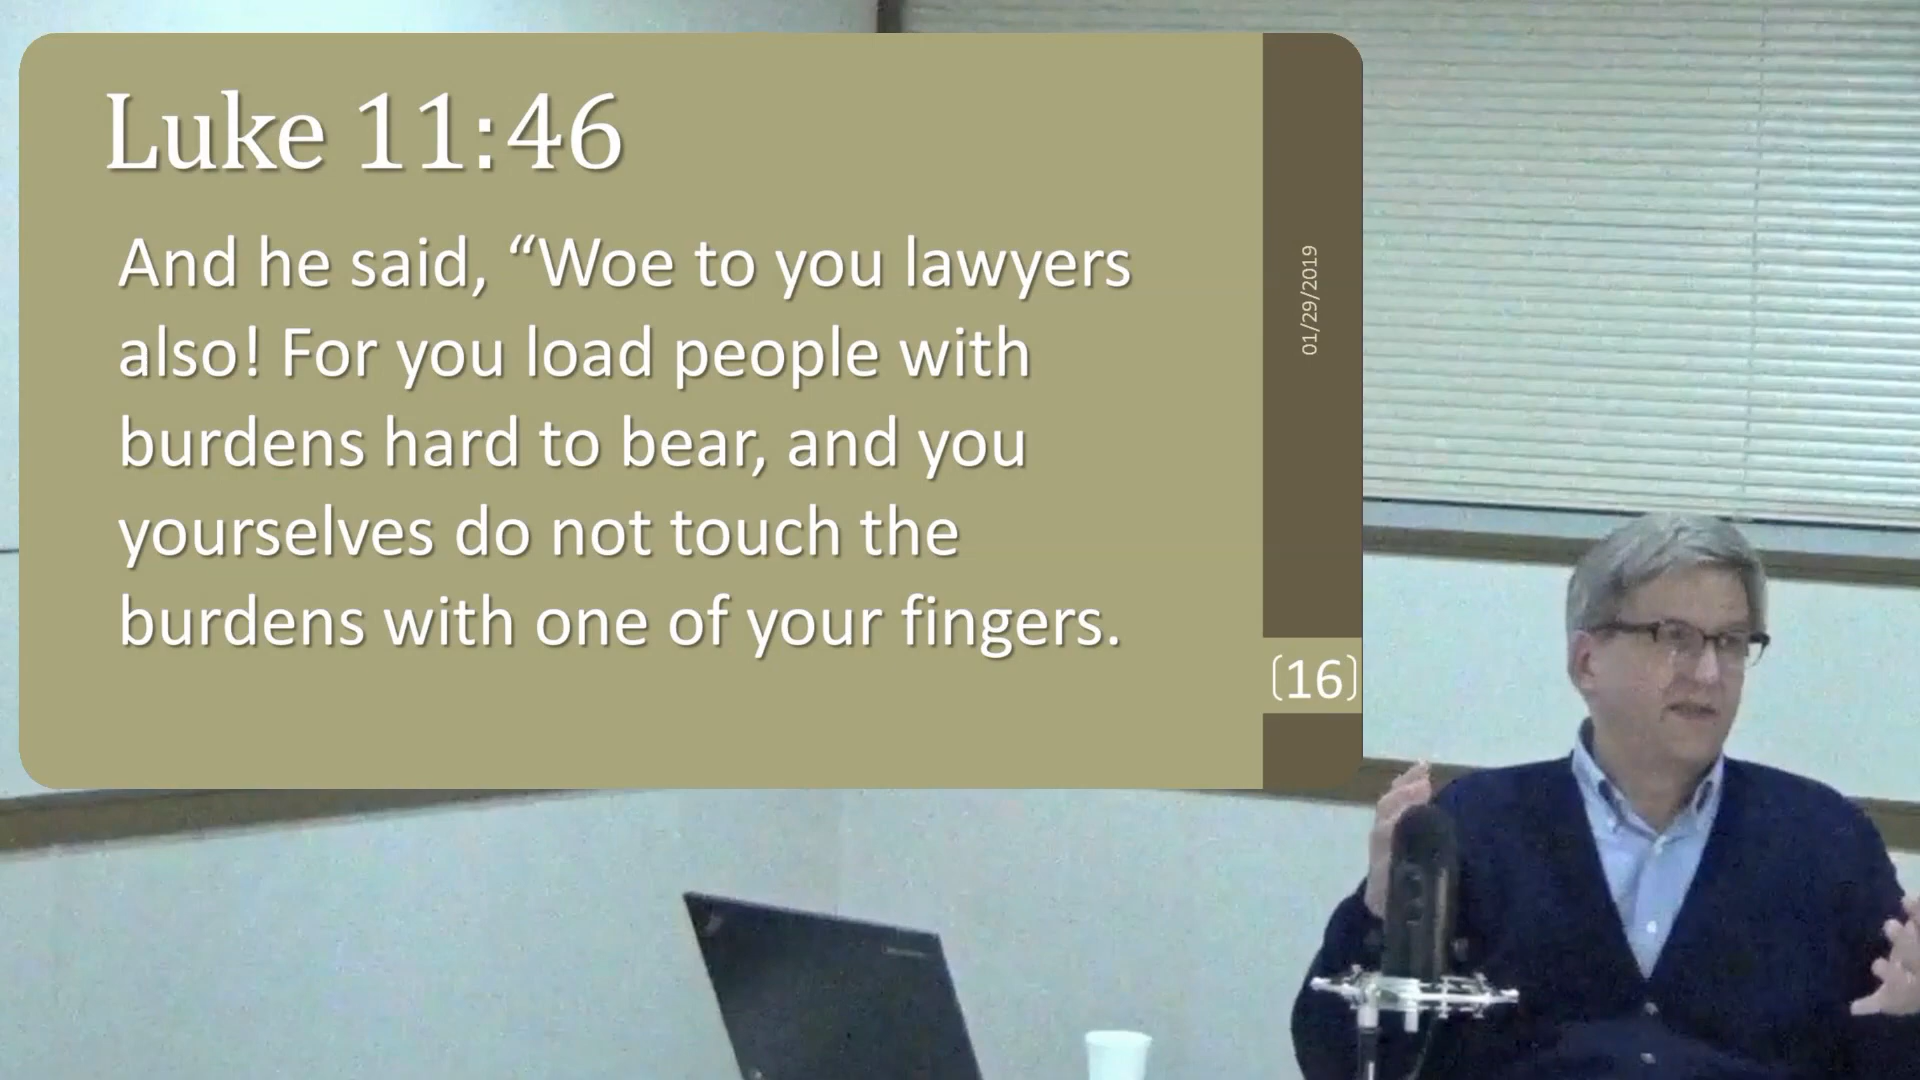 Luke 11:46
And he said, “Woe to you lawyers
also! For you load people with
burdens hard to bear, and you
yourselves do not touch the
burdens with one of your fingers.
01/29/2019
[16]